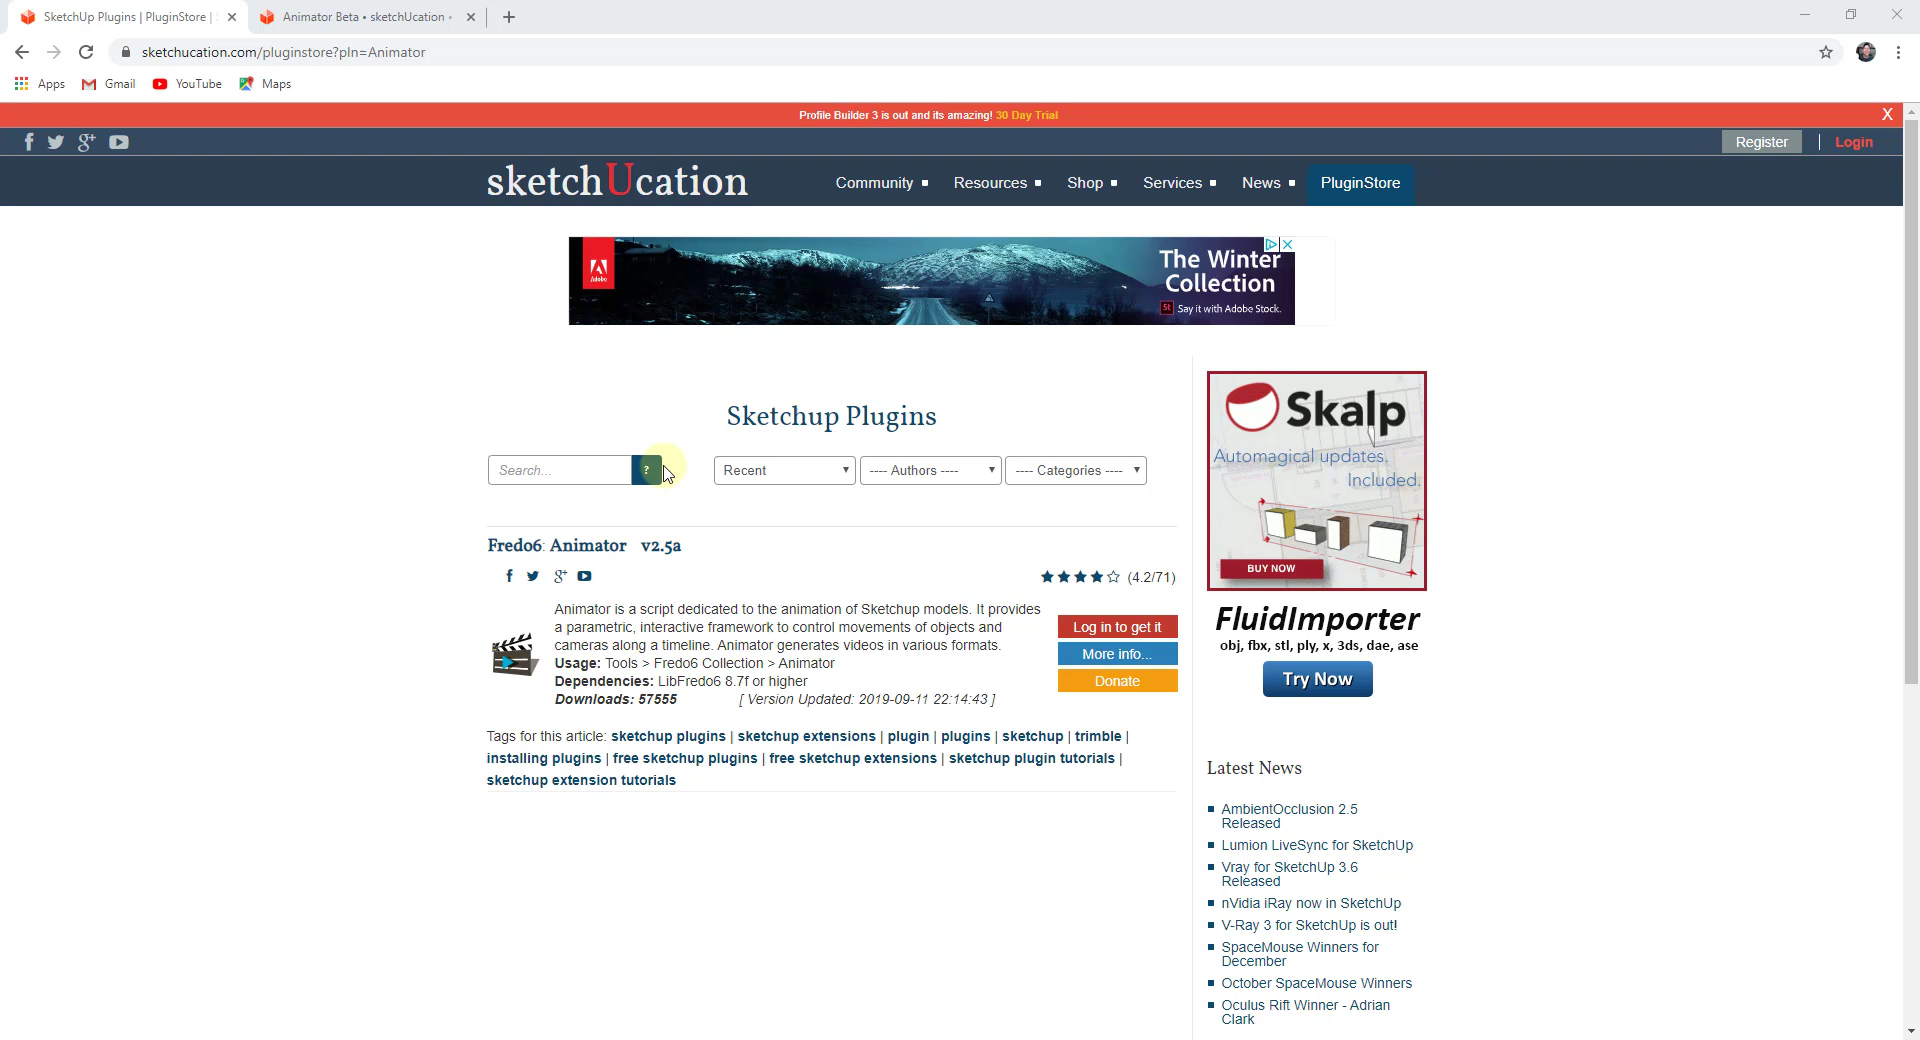 SketchUp Plugins | PluginStore |
Animator Beta • sketchUcation •
sketchucation.com/pluginstore?pln=Animator
Apps
Gmail
YouTube
Maps
Profile Builder 3 is out and its amazing! 30 Day Trial
X
Register
Login
sketchUcation
Community
Resources
Shop
Services
News
PluginStore
Adobe
The Winter
Collection
St Say it with Adobe Stock.
Sketchup Plugins
Search...
?
Recent
---- Authors ----
---- Categories ----
Fredo6: Animator v2.5a
(4.2/71)
Animator is a script dedicated to the animation of Sketchup models. It provides
a parametric, interactive framework to control movements of objects and
cameras along a timeline. Animator generates videos in various formats.
Usage: Tools > Fredo6 Collection > Animator
Dependencies: LibFredo6 8.7f or higher
Downloads: 57555 [ Version Updated: 2019-09-11 22:14:43 ]
Log in to get it
More info...
Donate
Tags for this article: sketchup plugins | sketchup extensions | plugin | plugins | sketchup | trimble |
installing plugins | free sketchup plugins | free sketchup extensions | sketchup plugin tutorials |
sketchup extension tutorials
Skalp
Automagical updates.
Included.
BUY NOW
FluidImporter
obj, fbx, stl, ply, x, 3ds, dae, ase
Try Now
Latest News
AmbientOcclusion 2.5
Released
Lumion LiveSync for SketchUp
Vray for SketchUp 3.6
Released
nVidia iRay now in SketchUp
V-Ray 3 for SketchUp is out!
SpaceMouse Winners for
December
October SpaceMouse Winners
Oculus Rift Winner - Adrian
Clark